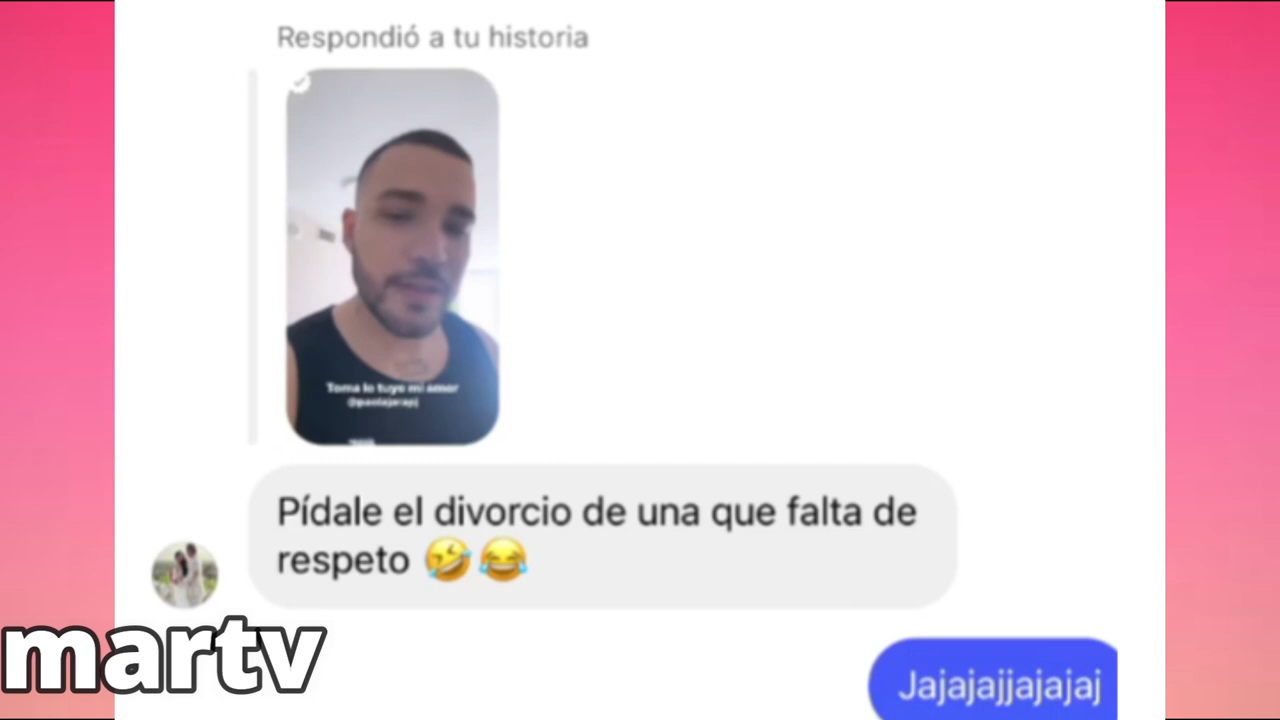 Respondió a tu historia
Toma lo tuyo mi amor
Pídale el divorcio de una que falta de
respeto 🤣😂
martv
Jajajajjajajaj